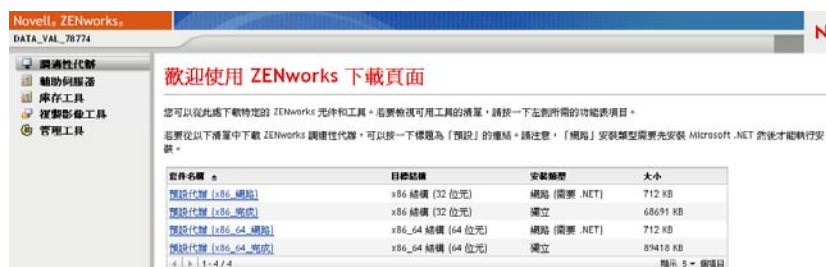 Novell® ZENworks®
DATA_VAL_78774
N
調適性代辦
輔助伺服器
庫存工具
複製影像工具
管理工具
歡迎使用 ZENworks 下載頁面
您可以從此處下載特定的 ZENworks 元件和工具。若要檢視可用工具的清單，請按一下左側所需的功能表項目。
若要從以下清單中下載 ZENworks 調適性代辦，可以按一下標題為「預設」的連結。請注意，「網路」安裝類型需要先安裝 Microsoft .NET 然後才能執行安
裝。
套件名稱 目標結構 安裝類型 大小
預設代辦 (x86_網路) x86 結構 (32 位元) 網路 (需要 .NET) 712 KB
預設代辦 (x86_完成) x86 結構 (32 位元) 獨立 68691 KB
預設代辦 (x86_64_網路) x86_64 結構 (64 位元) 網路 (需要 .NET) 712 KB
預設代辦 (x86_64_完成) x86_64 結構 (64 位元) 獨立 89418 KB
1 - 4 / 4 顯示 5 個項目